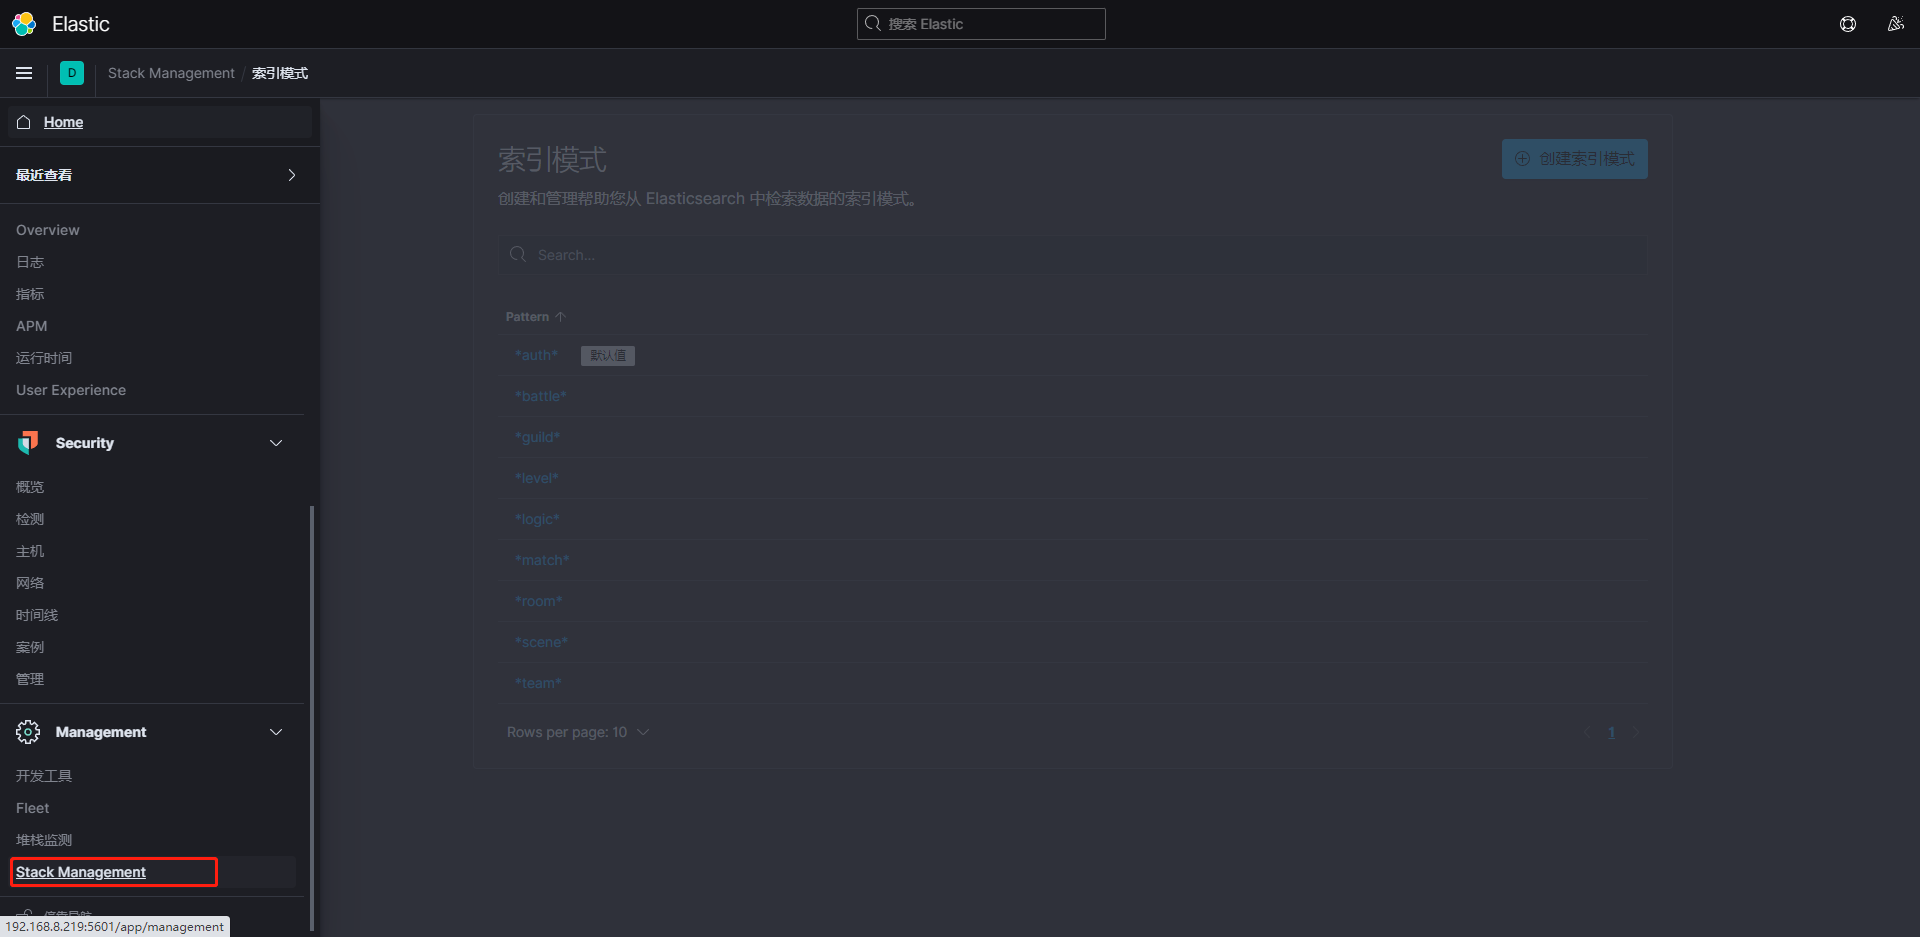 Elastic
搜索 Elastic
D
Stack Management / 索引模式
Home
最近查看
Overview
日志
指标
APM
运行时间
User Experience
Security
概览
检测
主机
网络
时间线
案例
管理
Management
开发工具
Fleet
堆栈监测
Stack Management
停靠导航
192.168.8.219:5601/app/management
索引模式
创建索引模式
创建和管理帮助您从 Elasticsearch 中检索数据的索引模式。
Search...
Pattern
*auth* 默认值
*battle*
*guild*
*level*
*logic*
*match*
*room*
*scene*
*team*
Rows per page: 10
1